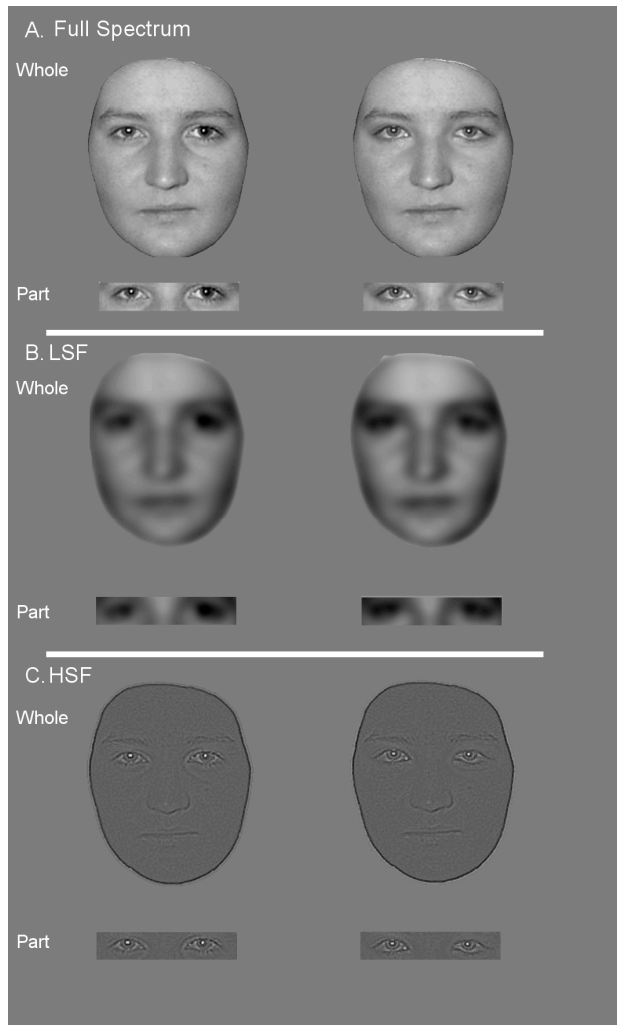 A. Full Spectrum
Whole
Part
B. LSF
Whole
Part
C. HSF
Whole
Part